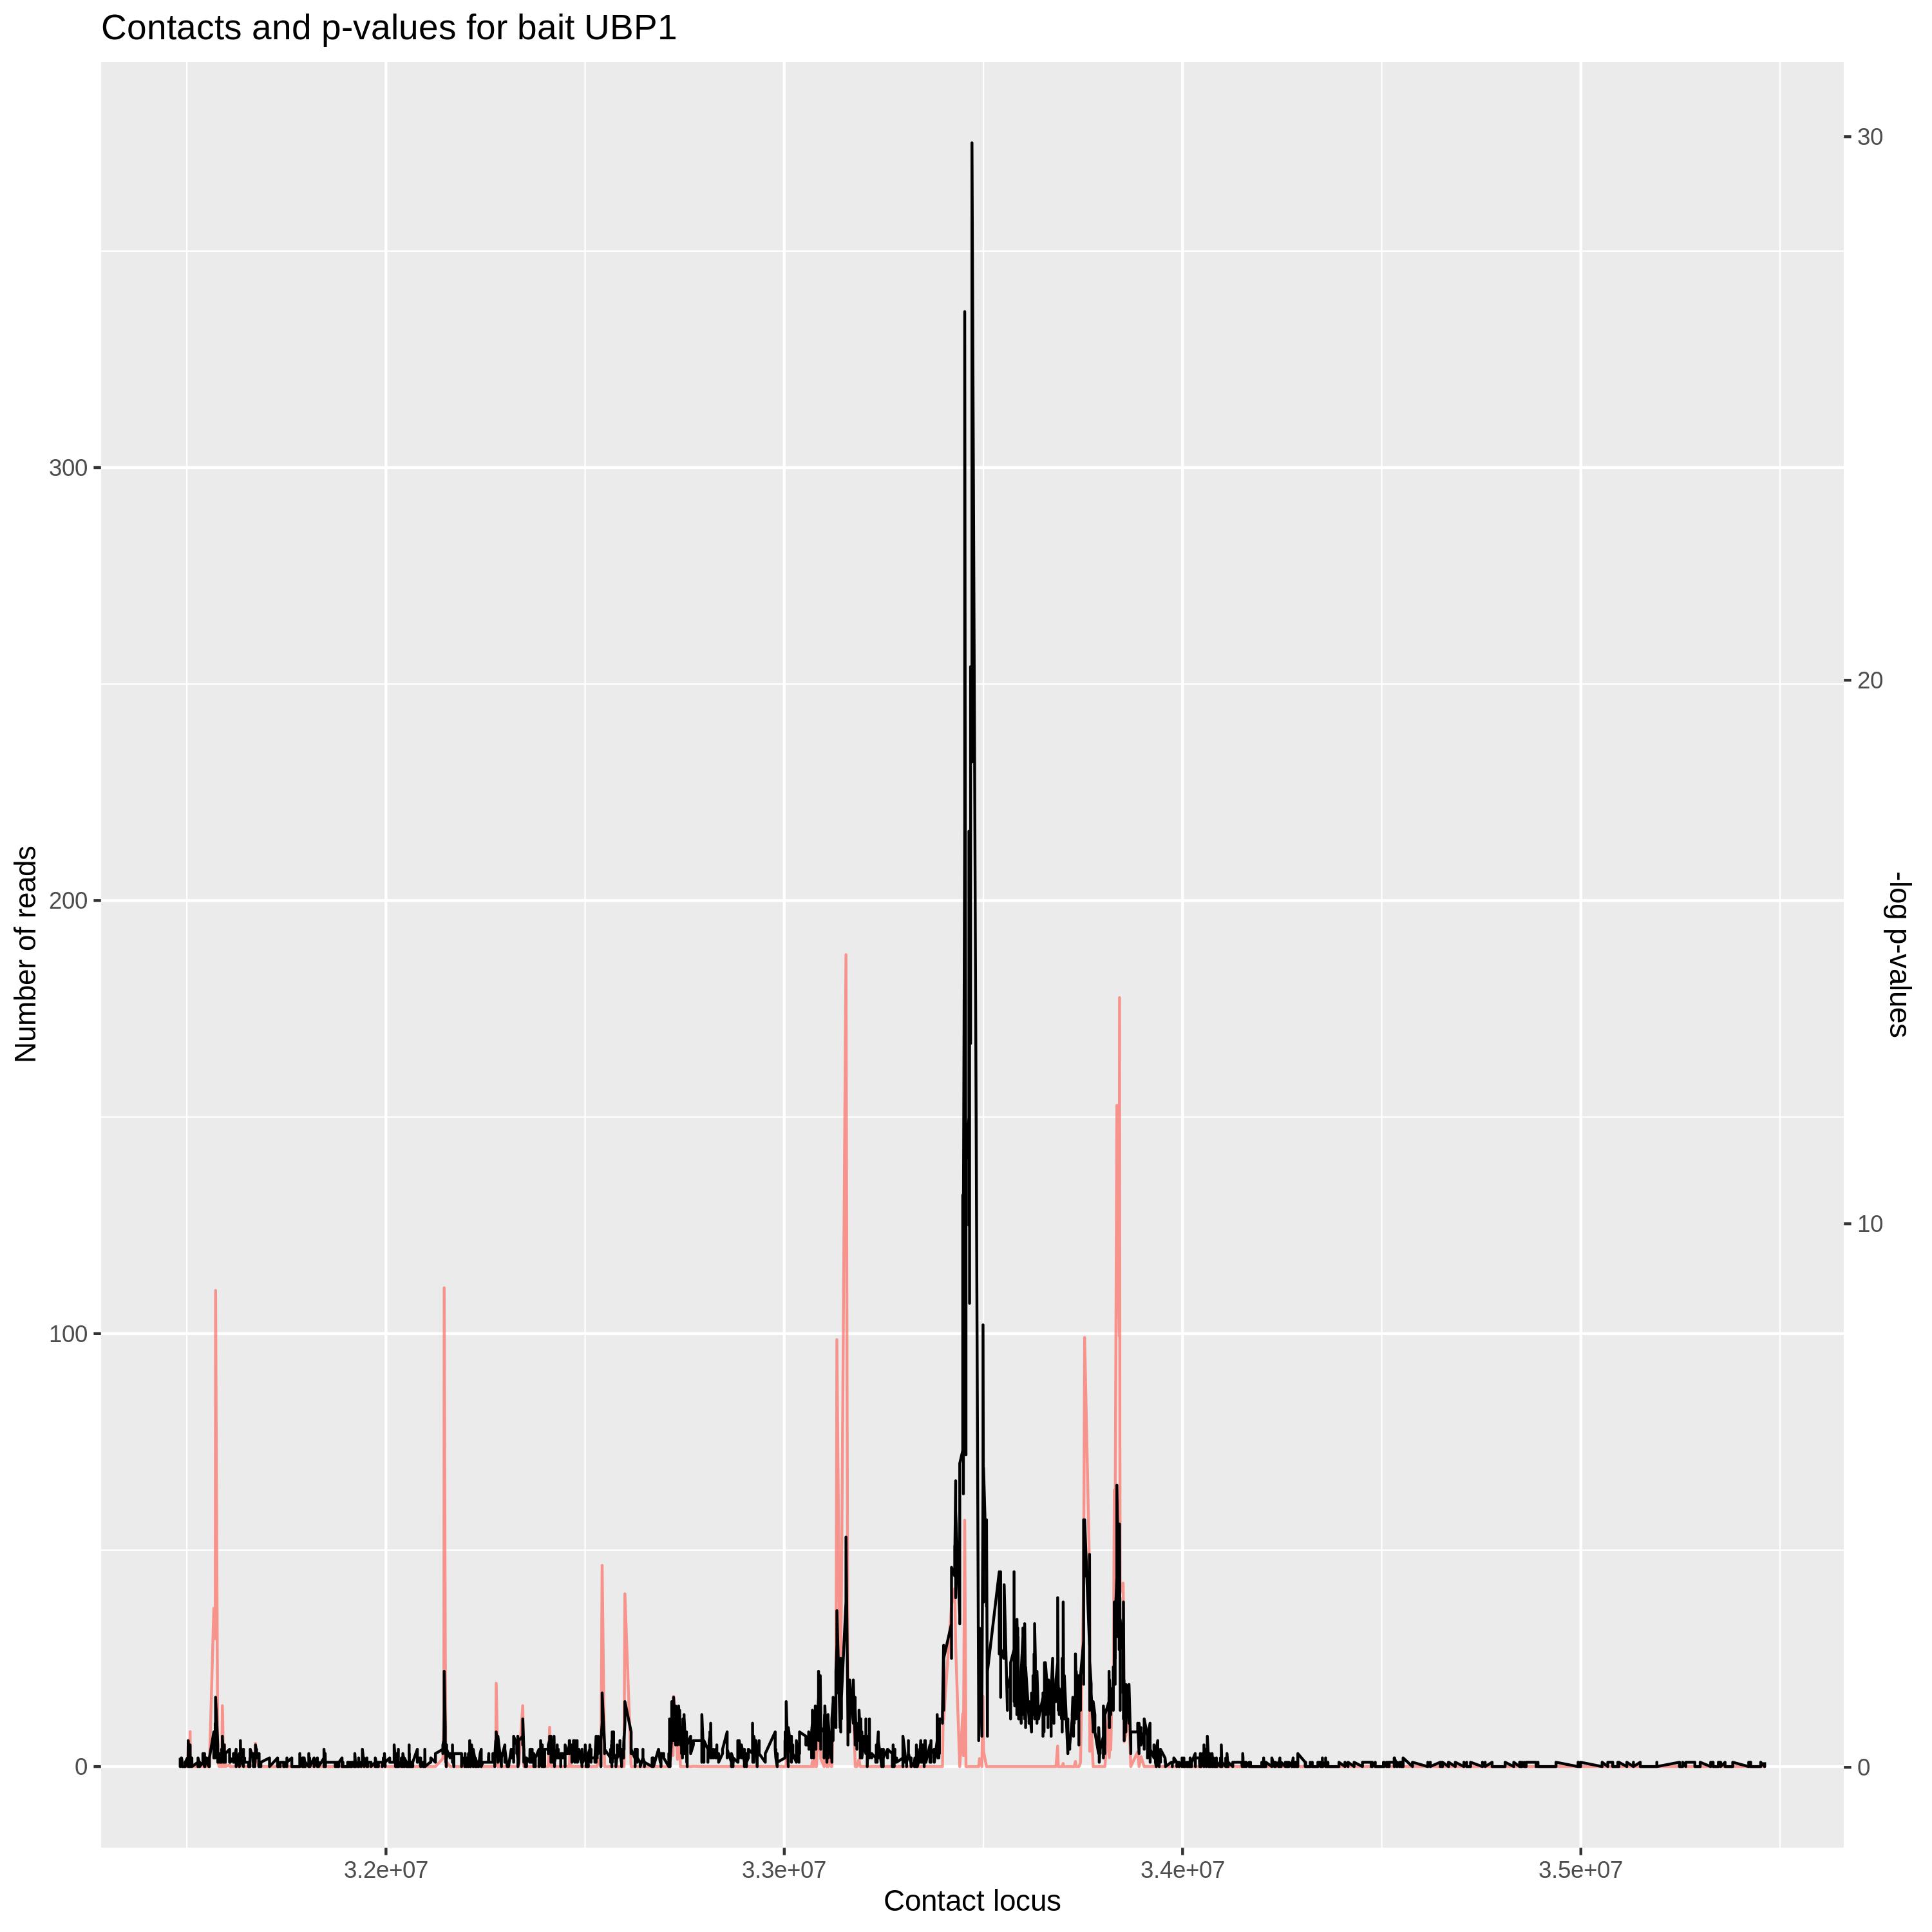 Contacts and p-values for bait UBP1
Number of reads
300
200
100
0
30
20
10
0
-log p-values
3.2e+07
3.3e+07
3.4e+07
3.5e+07
Contact locus